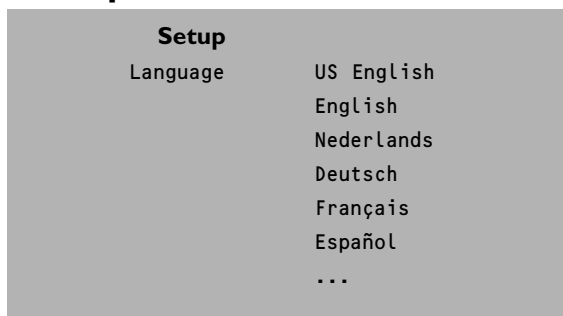 Setup
Language US English
English
Nederlands
Deutsch
Français
Español
...